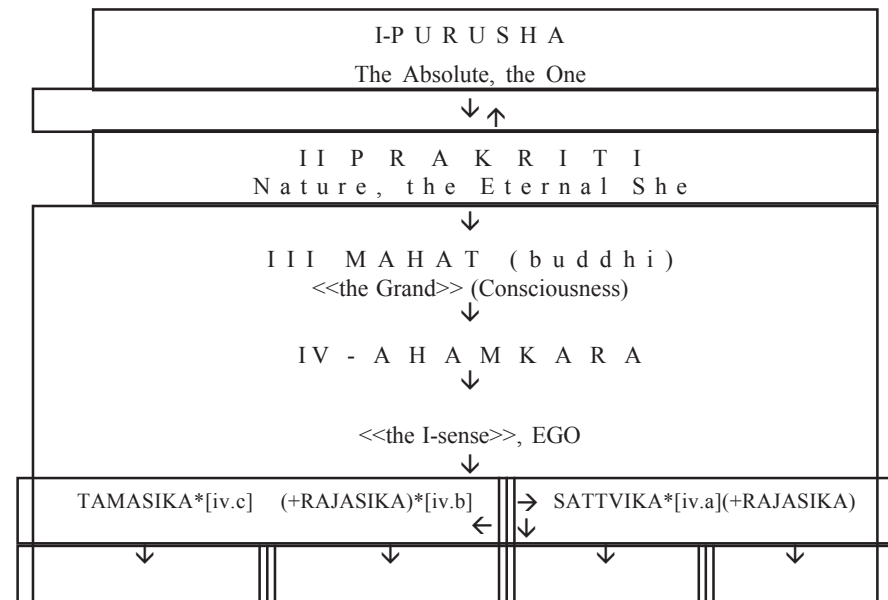 I-P U R U S H A
The Absolute, the One
↓ ↑
I I P R A K R I T I
N a t u r e , t h e E t e r n a l S h e
↓
I I I M A H A T ( b u d d h i )
<<the Grand>> (Consciousness)
↓
I V - A H A M K A R A
↓
<<the I-sense>>, EGO
↓
TAMASIKA*[iv.c] (+RAJASIKA)*[iv.b] → SATTVIKA*[iv.a](+RAJASIKA)
← ↓
↓ ↓ ↓ ↓